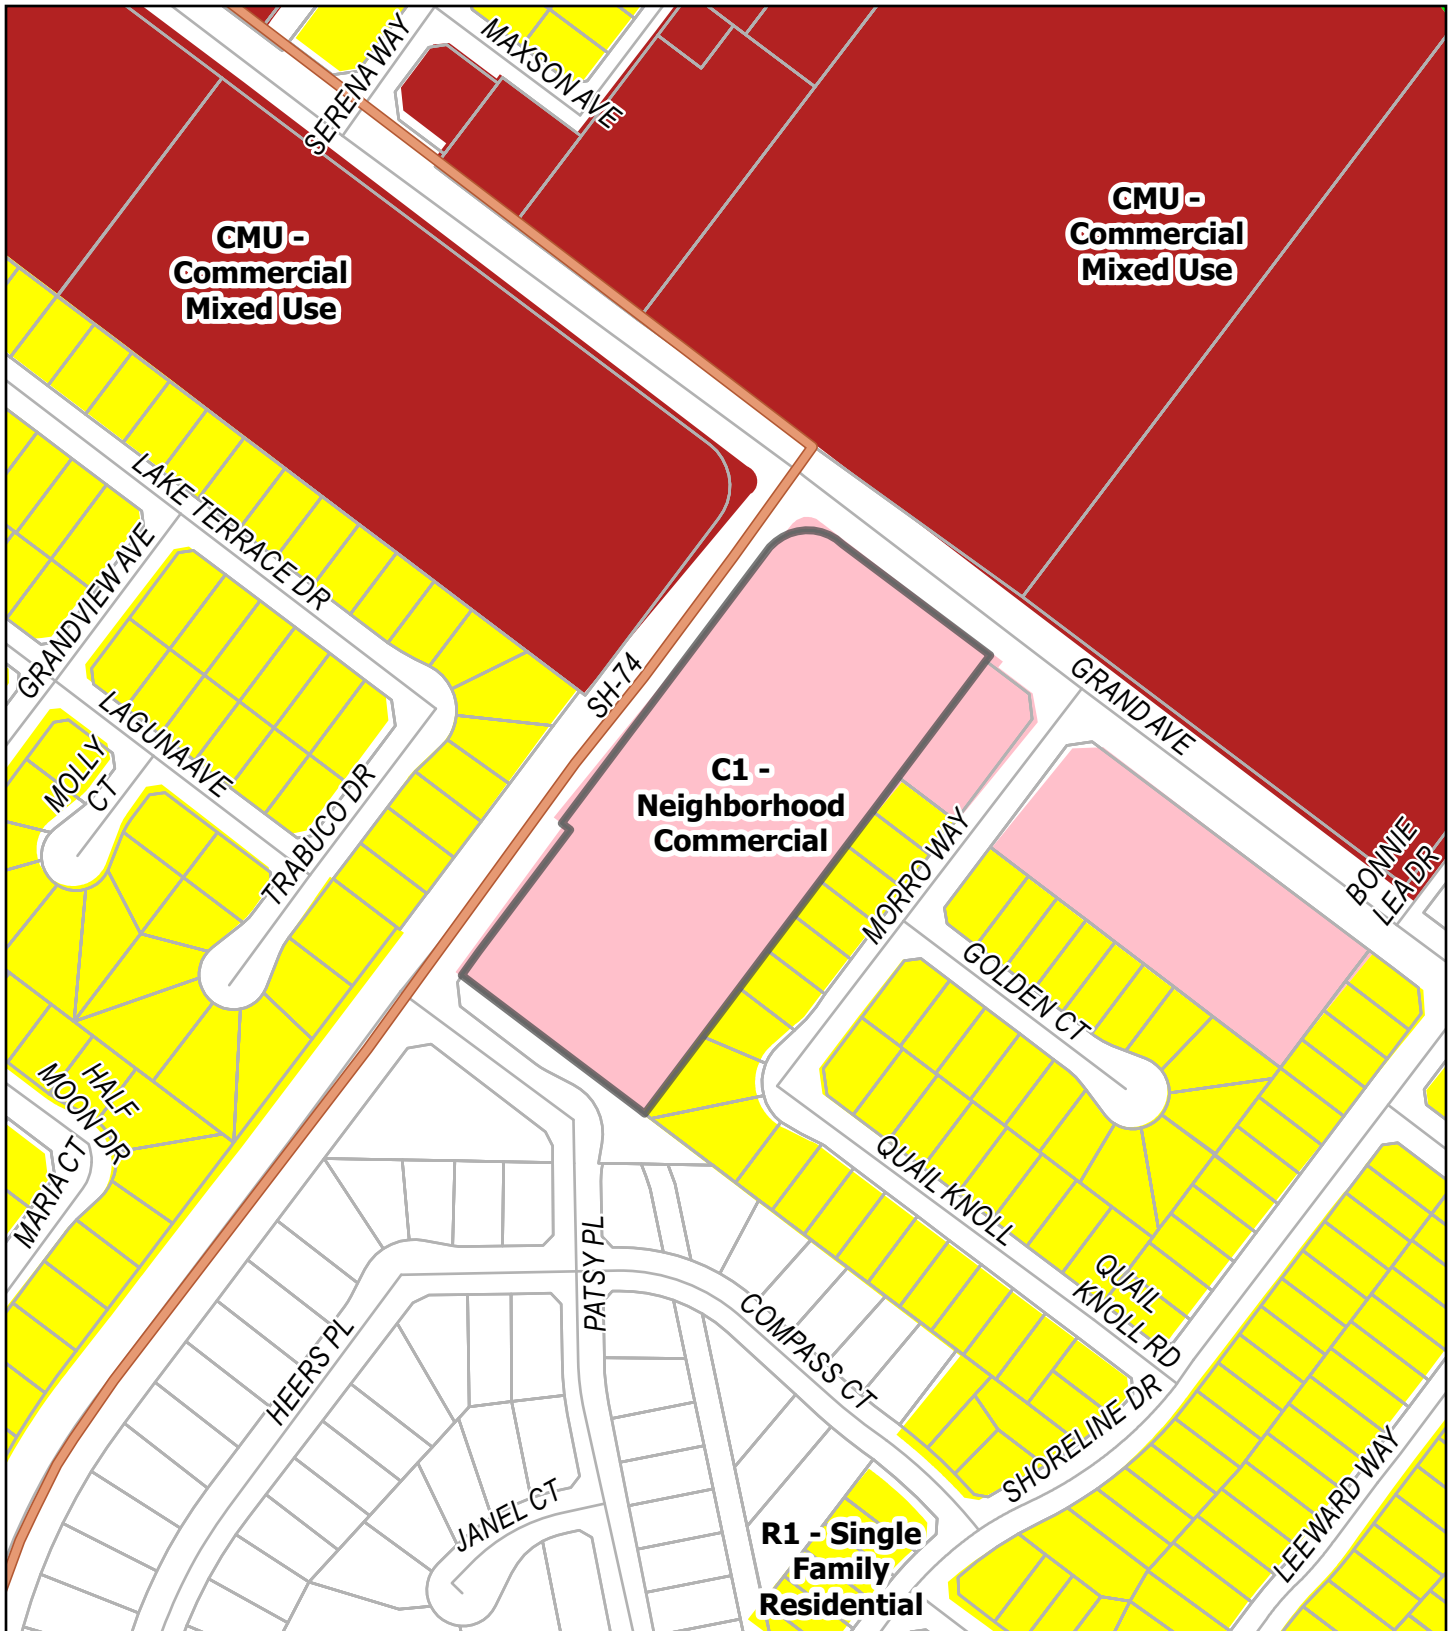 SERENA WAY
MAXSON AVE
CMU -
Commercial
Mixed Use
CMU -
Commercial
Mixed Use
LAKE TERRACE DR
GRANDVIEW AVE
LAGUNA AVE
MOLLY
CT
TRABUCO DR
SH-74
GRAND AVE
C1 -
Neighborhood
Commercial
MORRO WAY
BONNIE
LEA DR
GOLDEN CT
HALF
MOON DR
MARIA CT
QUAIL KNOLL
QUAIL
KNOLL RD
PATSY PL
COMPASS CT
HEERS PL
SHORELINE DR
JANEL CT
LEEWARD WAY
R1 - Single
Family
Residential